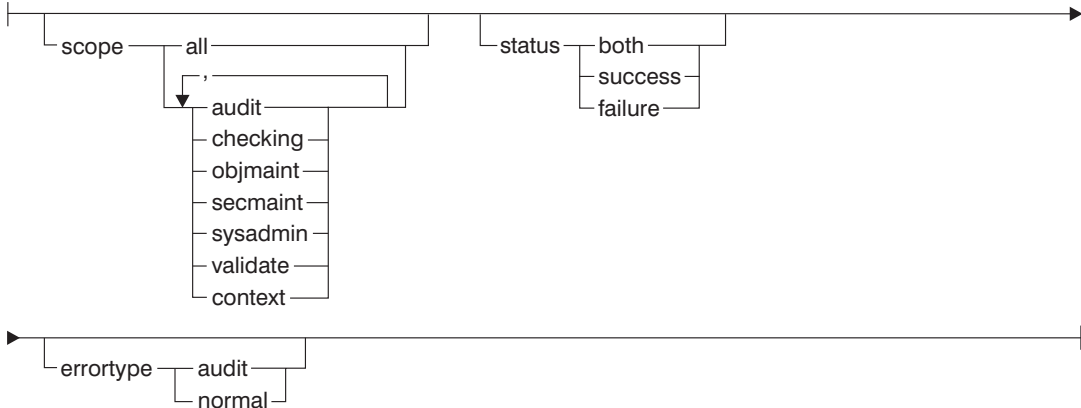 scope all status both
, success
audit failure
checking
objmaint
secmaint
sysadmin
validate
context
errortype audit
normal